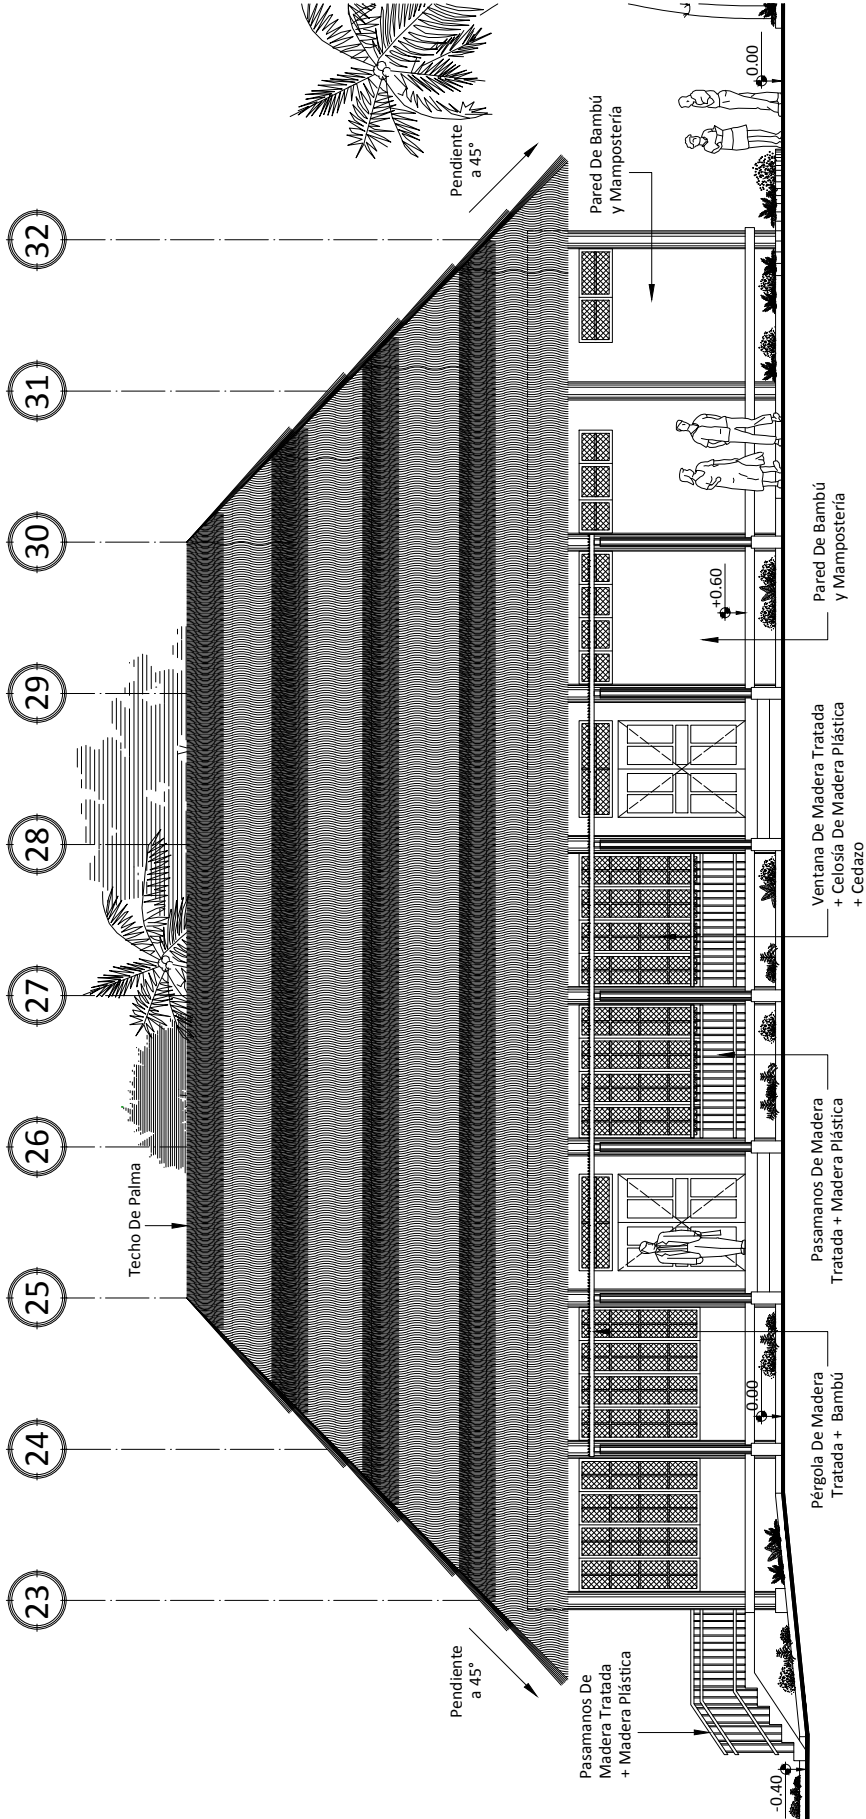 23
24
25
26
27
28
29
30
31
32
Techo De Palma
Pendiente
a 45°
Pendiente
a 45°
Pasamanos De
Madera Tratada
+ Madera Plástica
-0.40
0.00
Pérgola De Madera
Tratada + Bambú
Pasamanos De Madera
Tratada + Madera Plástica
Ventana De Madera Tratada
+ Celosía De Madera Plástica
+ Cedazo
+0.60
Pared De Bambú
y Mampostería
Pared De Bambú
y Mampostería
0.00